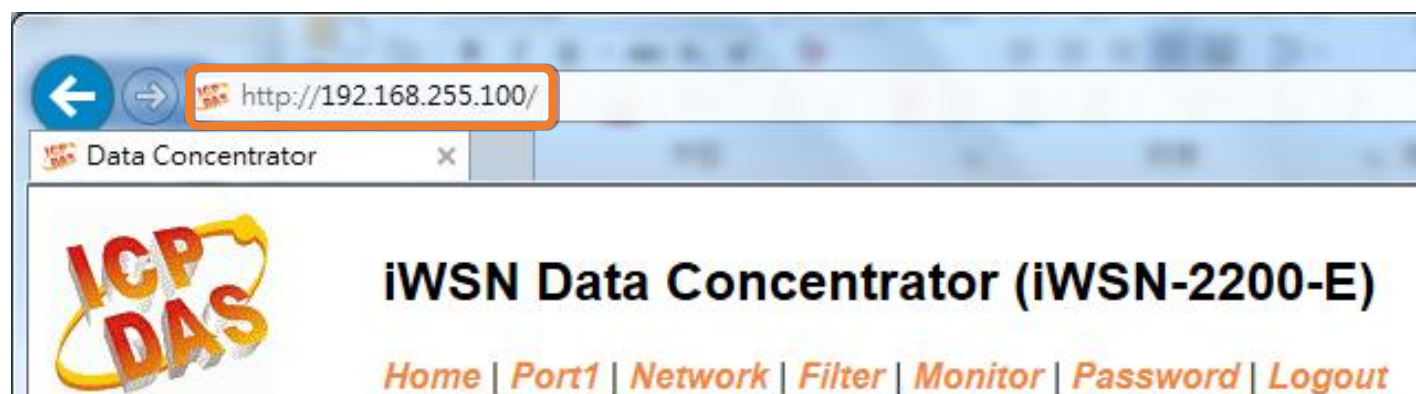 http://192.168.255.100/
Data Concentrator
ICP
DAS
iWSN Data Concentrator (iWSN-2200-E)
Home | Port1 | Network | Filter | Monitor | Password | Logout